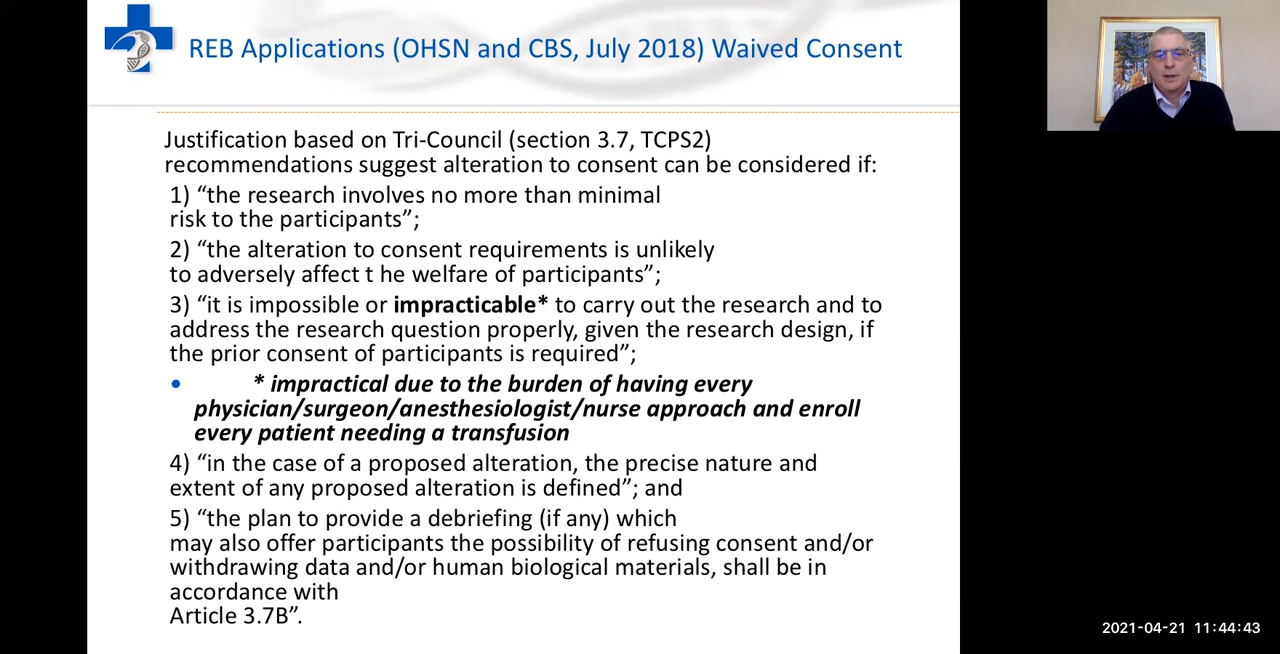 REB Applications (OHSN and CBS, July 2018) Waived Consent
Justification based on Tri-Council (section 3.7, TCPS2)
recommendations suggest alteration to consent can be considered if:
1) “the research involves no more than minimal
risk to the participants”;
2) “the alteration to consent requirements is unlikely
to adversely affect t he welfare of participants”;
3) “it is impossible or impracticable* to carry out the research and to
address the research question properly, given the research design, if
the prior consent of participants is required”;
• * impractical due to the burden of having every
physician/surgeon/anesthesiologist/nurse approach and enroll
every patient needing a transfusion
4) “in the case of a proposed alteration, the precise nature and
extent of any proposed alteration is defined”; and
5) “the plan to provide a debriefing (if any) which
may also offer participants the possibility of refusing consent and/or
withdrawing data and/or human biological materials, shall be in
accordance with
Article 3.7B”.
2021-04-21 11:44:43